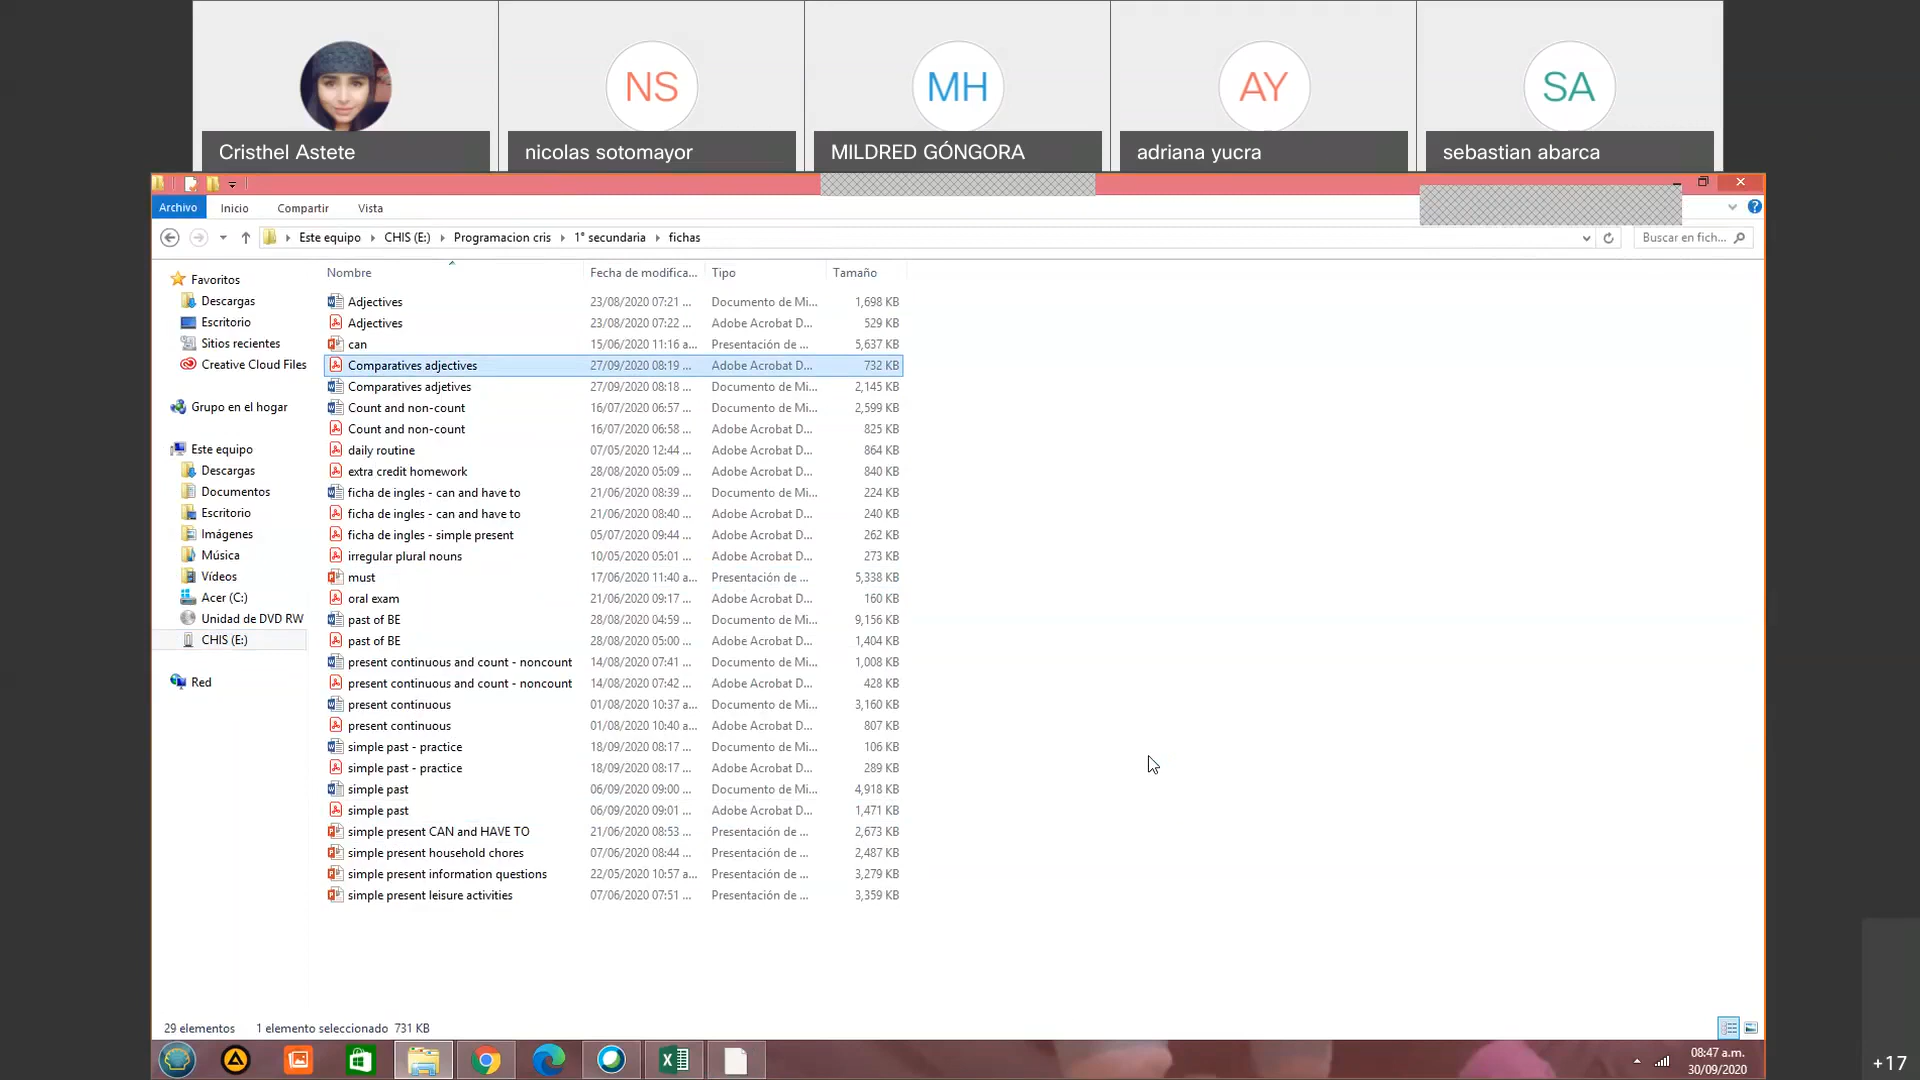 NS
MH
AY
SA
Cristhel Astete
nicolas sotomayor
MILDRED GÓNGORA
adriana yucra
sebastian abarca
Archivo Inicio Compartir Vista
Este equipo CHIS (E:) Programacion cris 1° secundaria fichas
Buscar en fich...
Nombre Fecha de modifica... Tipo Tamaño
Favoritos
Descargas
Escritorio
Sitios recientes
Creative Cloud Files
Grupo en el hogar
Este equipo
Descargas
Documentos
Escritorio
Imágenes
Música
Vídeos
Acer (C:)
Unidad de DVD RW
CHIS (E:)
Red
Adjectives 23/08/2020 07:21 ... Documento de Mi... 1,698 KB
Adjectives 23/08/2020 07:22 ... Adobe Acrobat D... 529 KB
can 15/06/2020 11:16 a... Presentación de ... 5,637 KB
Comparatives adjectives 27/09/2020 08:19 ... Adobe Acrobat D... 732 KB
Comparatives adjetives 27/09/2020 08:18 ... Documento de Mi... 2,145 KB
Count and non-count 16/07/2020 06:57 ... Documento de Mi... 2,599 KB
Count and non-count 16/07/2020 06:58 ... Adobe Acrobat D... 825 KB
daily routine 07/05/2020 12:44 ... Adobe Acrobat D... 864 KB
extra credit homework 28/08/2020 05:09 ... Adobe Acrobat D... 840 KB
ficha de ingles - can and have to 21/06/2020 08:39 ... Documento de Mi... 224 KB
ficha de ingles - can and have to 21/06/2020 08:40 ... Adobe Acrobat D... 240 KB
ficha de ingles - simple present 05/07/2020 09:44 ... Adobe Acrobat D... 262 KB
irregular plural nouns 10/05/2020 05:01 ... Adobe Acrobat D... 273 KB
must 17/06/2020 11:40 a... Presentación de ... 5,338 KB
oral exam 21/06/2020 09:17 ... Adobe Acrobat D... 160 KB
past of BE 28/08/2020 04:59 ... Documento de Mi... 9,156 KB
past of BE 28/08/2020 05:00 ... Adobe Acrobat D... 1,404 KB
present continuous and count - noncount 14/08/2020 07:41 ... Documento de Mi... 1,008 KB
present continuous and count - noncount 14/08/2020 07:42 ... Adobe Acrobat D... 428 KB
present continuous 01/08/2020 10:37 a... Documento de Mi... 3,160 KB
present continuous 01/08/2020 10:40 a... Adobe Acrobat D... 807 KB
simple past - practice 18/09/2020 08:17 ... Documento de Mi... 106 KB
simple past - practice 18/09/2020 08:17 ... Adobe Acrobat D... 289 KB
simple past 06/09/2020 09:00 ... Documento de Mi... 4,918 KB
simple past 06/09/2020 09:01 ... Adobe Acrobat D... 1,471 KB
simple present CAN and HAVE TO 21/06/2020 08:53 ... Presentación de ... 2,673 KB
simple present household chores 07/06/2020 08:44 ... Presentación de ... 2,487 KB
simple present information questions 22/05/2020 10:57 a... Presentación de ... 3,279 KB
simple present leisure activities 07/06/2020 07:51 ... Presentación de ... 3,359 KB
29 elementos 1 elemento seleccionado 731 KB
08:47 a.m.
30/09/2020
+17